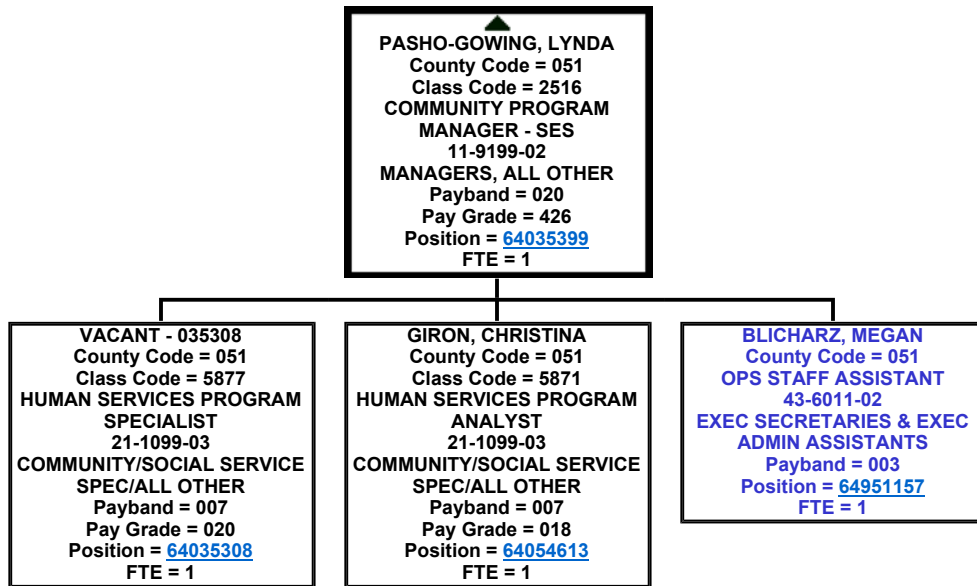 PASHO-GOWING, LYNDA
County Code = 051
Class Code = 2516
COMMUNITY PROGRAM
MANAGER - SES
11-9199-02
MANAGERS, ALL OTHER
Payband = 020
Pay Grade = 426
Position = 64035399
FTE = 1
VACANT - 035308
County Code = 051
Class Code = 5877
HUMAN SERVICES PROGRAM
SPECIALIST
21-1099-03
COMMUNITY/SOCIAL SERVICE
SPEC/ALL OTHER
Payband = 007
Pay Grade = 020
Position = 64035308
FTE = 1
GIRON, CHRISTINA
County Code = 051
Class Code = 5871
HUMAN SERVICES PROGRAM
ANALYST
21-1099-03
COMMUNITY/SOCIAL SERVICE
SPEC/ALL OTHER
Payband = 007
Pay Grade = 018
Position = 64054613
FTE = 1
BLICHARZ, MEGAN
County Code = 051
OPS STAFF ASSISTANT
43-6011-02
EXEC SECRETARIES & EXEC
ADMIN ASSISTANTS
Payband = 003
Position = 64951157
FTE = 1